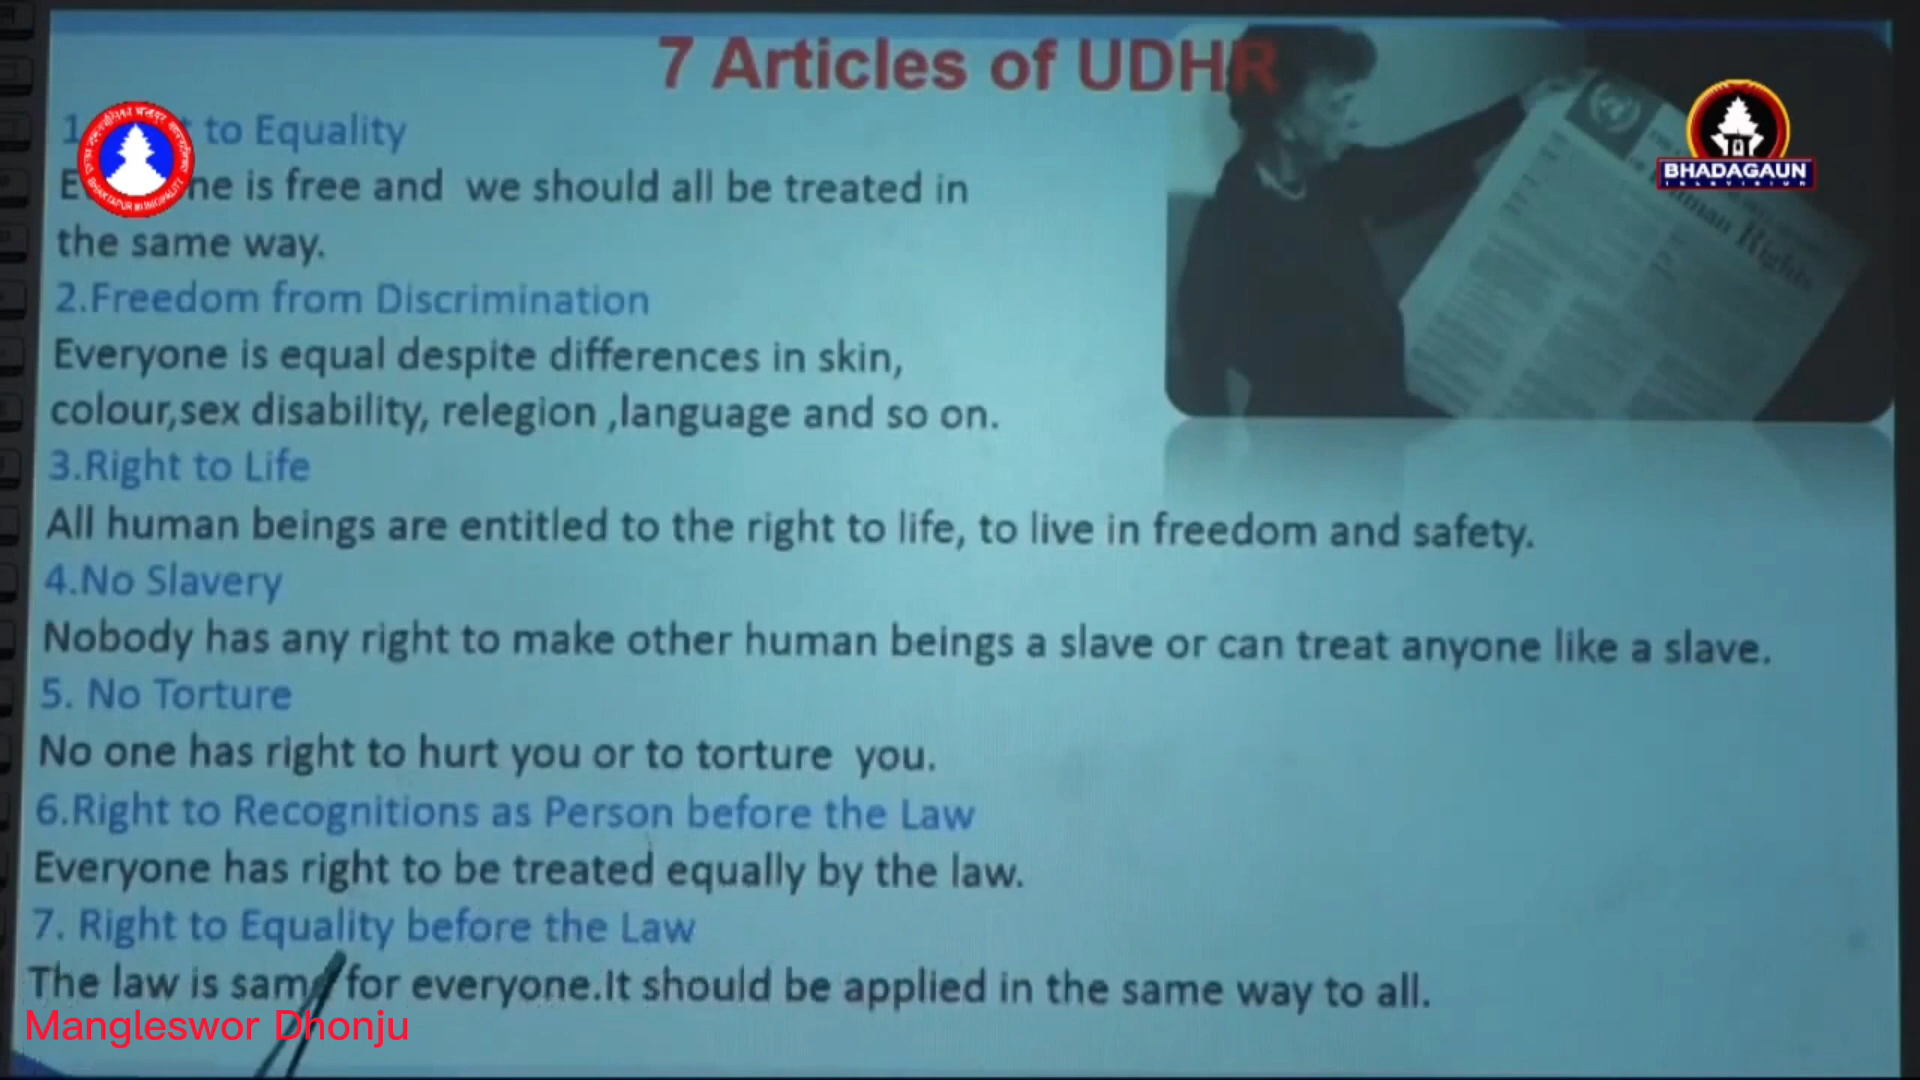 7 Articles of UDHR
1. to Equality
is free and we should all be treated in
the same way.
2.Freedom from Discrimination
Everyone is equal despite differences in skin,
colour,sex disability, relegion ,language and so on.
3.Right to Life
All human beings are entitled to the right to life, to live in freedom and safety.
4.No Slavery
Nobody has any right to make other human beings a slave or can treat anyone like a slave.
5. No Torture
No one has right to hurt you or to torture you.
6.Right to Recognitions as Person before the Law
Everyone has right to be treated equally by the law.
7. Right to Equality before the Law
The law is same for everyone.It should be applied in the same way to all.
Mangleswor Dhonju
BHAKTAPUR MUNICIPALITY
BHADAGAUN
TELEVISION
Human Rights